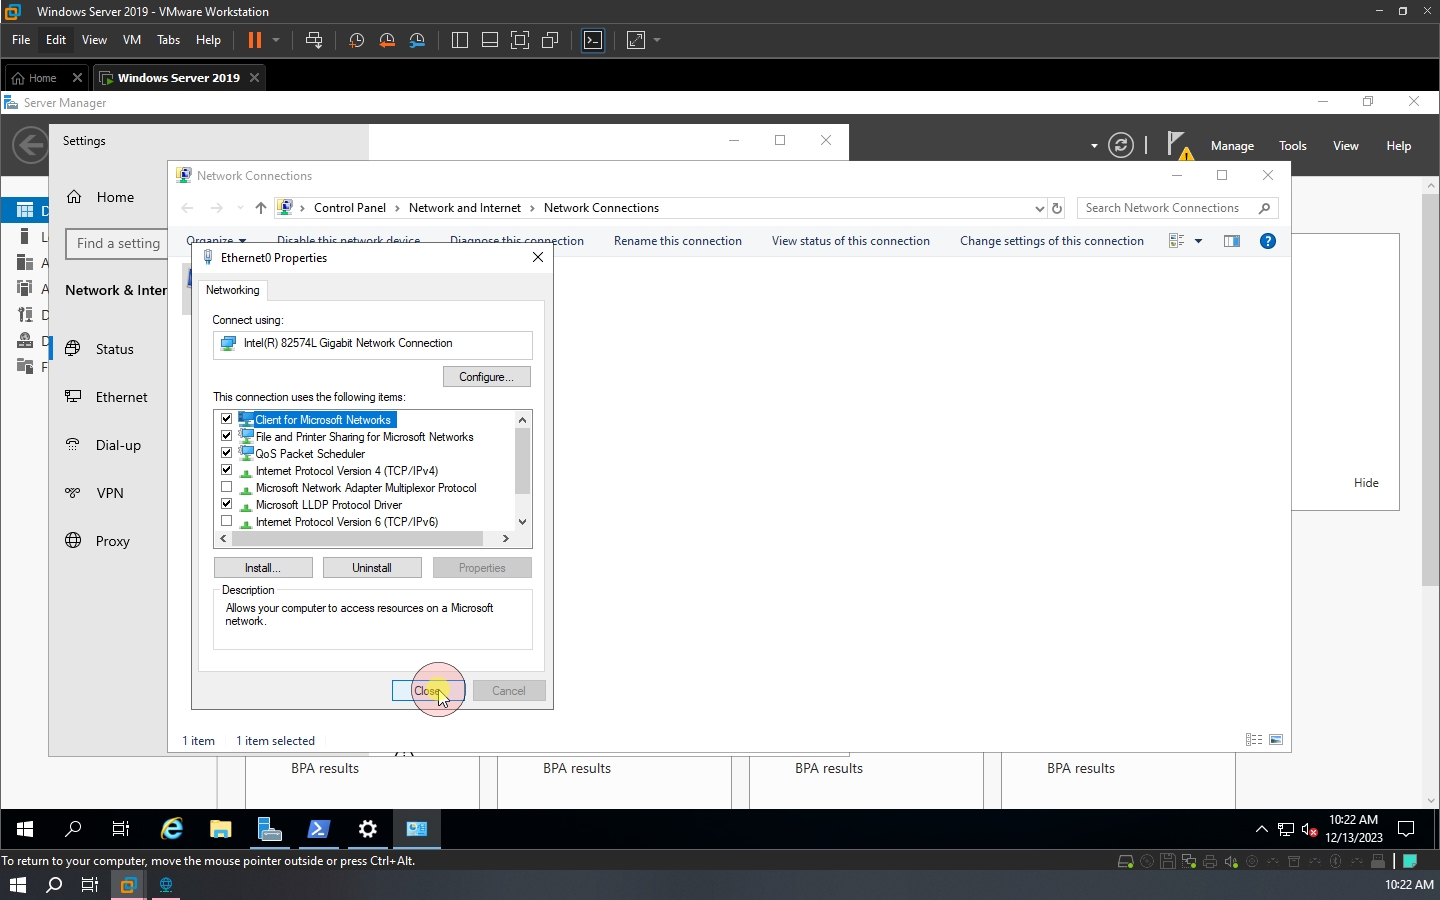 Windows Server 2019 - VMware Workstation
File Edit View VM Tabs Help
Home
Windows Server 2019
Server Manager
Manage Tools View Help
Settings
Home
Find a setting
Network & Inter
Status
Ethernet
Dial-up
VPN
Proxy
Network Connections
Control Panel Network and Internet Network Connections
Search Network Connections
Organize Disable this network device Diagnose this connection Rename this connection View status of this connection Change settings of this connection
Ethernet0 Properties
Networking
Connect using:
Intel(R) 82574L Gigabit Network Connection
Configure...
This connection uses the following items:
Client for Microsoft Networks
File and Printer Sharing for Microsoft Networks
QoS Packet Scheduler
Internet Protocol Version 4 (TCP/IPv4)
Microsoft Network Adapter Multiplexor Protocol
Microsoft LLDP Protocol Driver
Internet Protocol Version 6 (TCP/IPv6)
Install... Uninstall Properties
Description
Allows your computer to access resources on a Microsoft
network.
Close Cancel
Hide
1 item 1 item selected
BPA results BPA results BPA results BPA results
10:22 AM
12/13/2023
To return to your computer, move the mouse pointer outside or press Ctrl+Alt.
10:22 AM